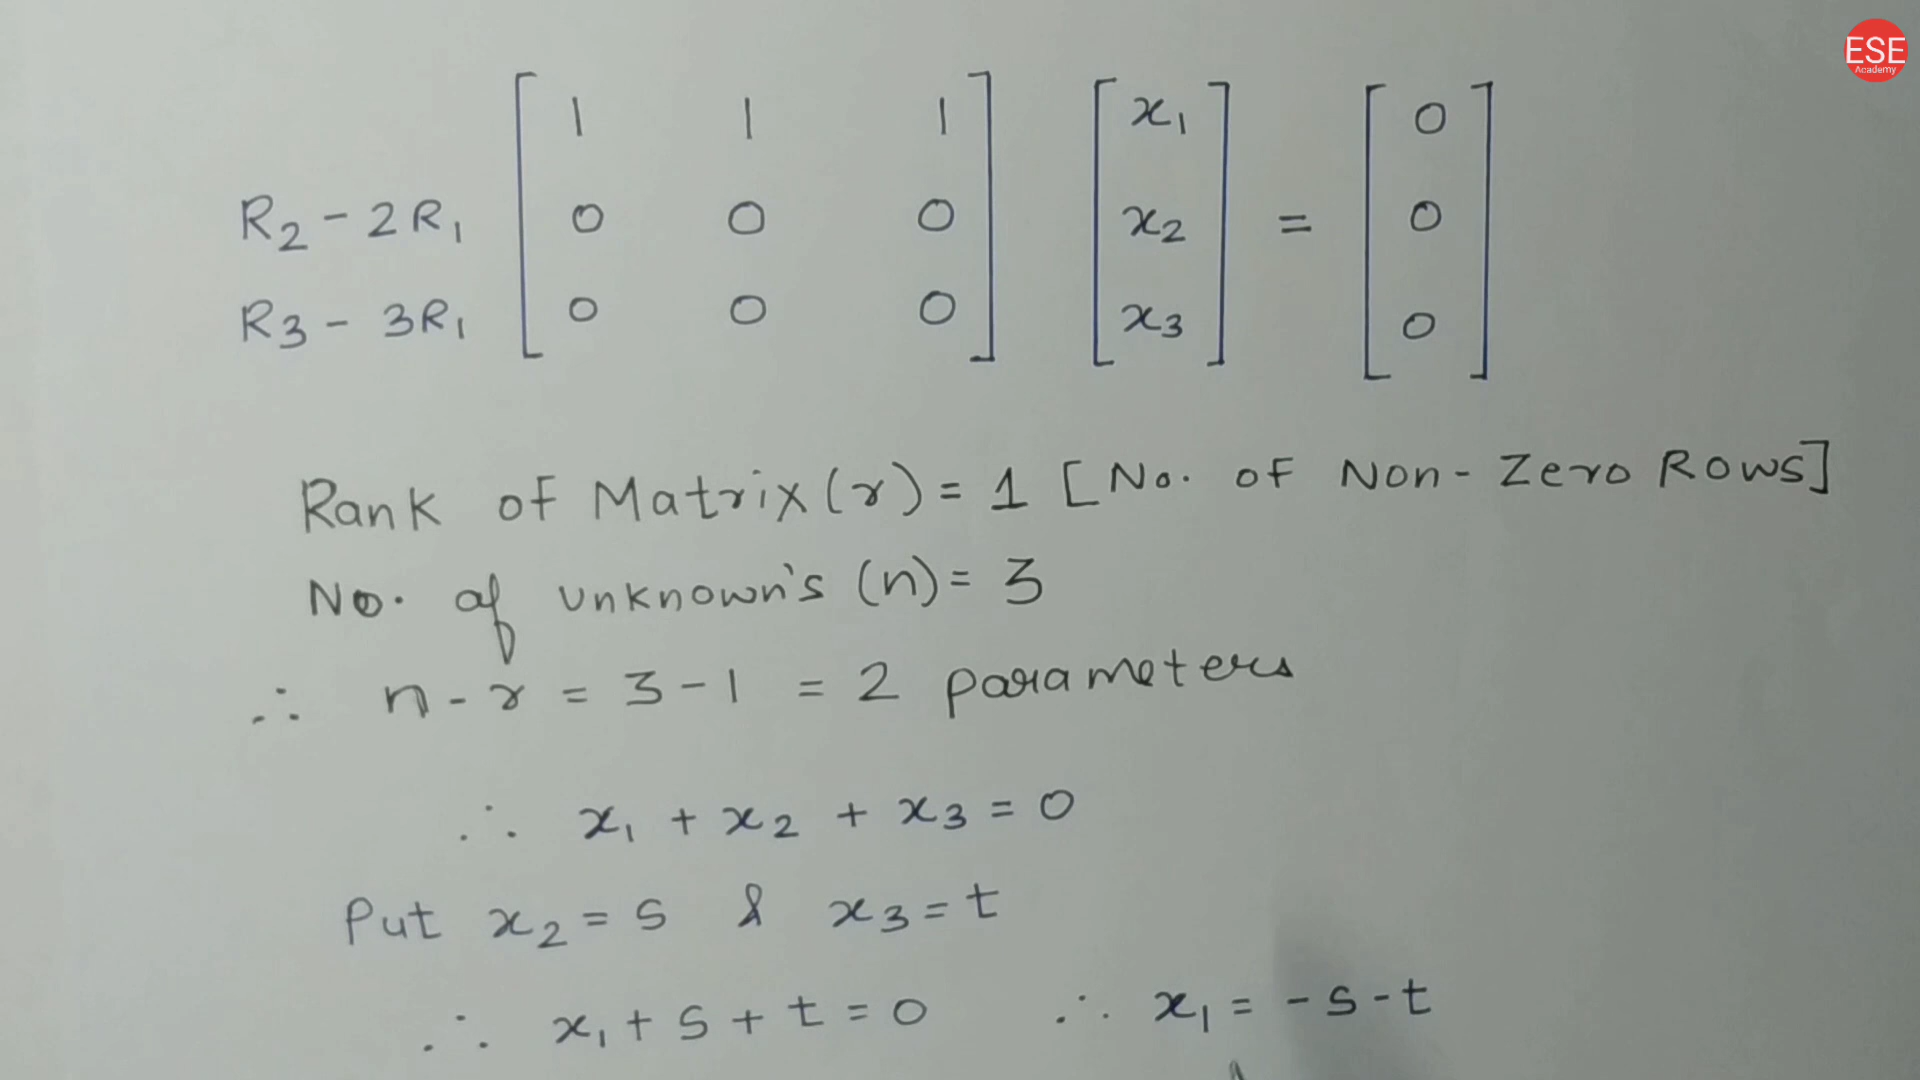 ESE
Academy
[ 1 1 1 ] [ x₁ ] [ 0 ]
R₂ - 2R₁ [ 0 0 0 ] [ x₂ ] = [ 0 ]
R₃ - 3R₁ [ 0 0 0 ] [ x₃ ] [ 0 ]
Rank of Matrix (r) = 1 [No. of Non-Zero Rows]
No. of unknown's (n) = 3
∴ n - r = 3 - 1 = 2 parameters
∴ x₁ + x₂ + x₃ = 0
Put x₂ = s & x₃ = t
∴ x₁ + s + t = 0 ∴ x₁ = - s - t